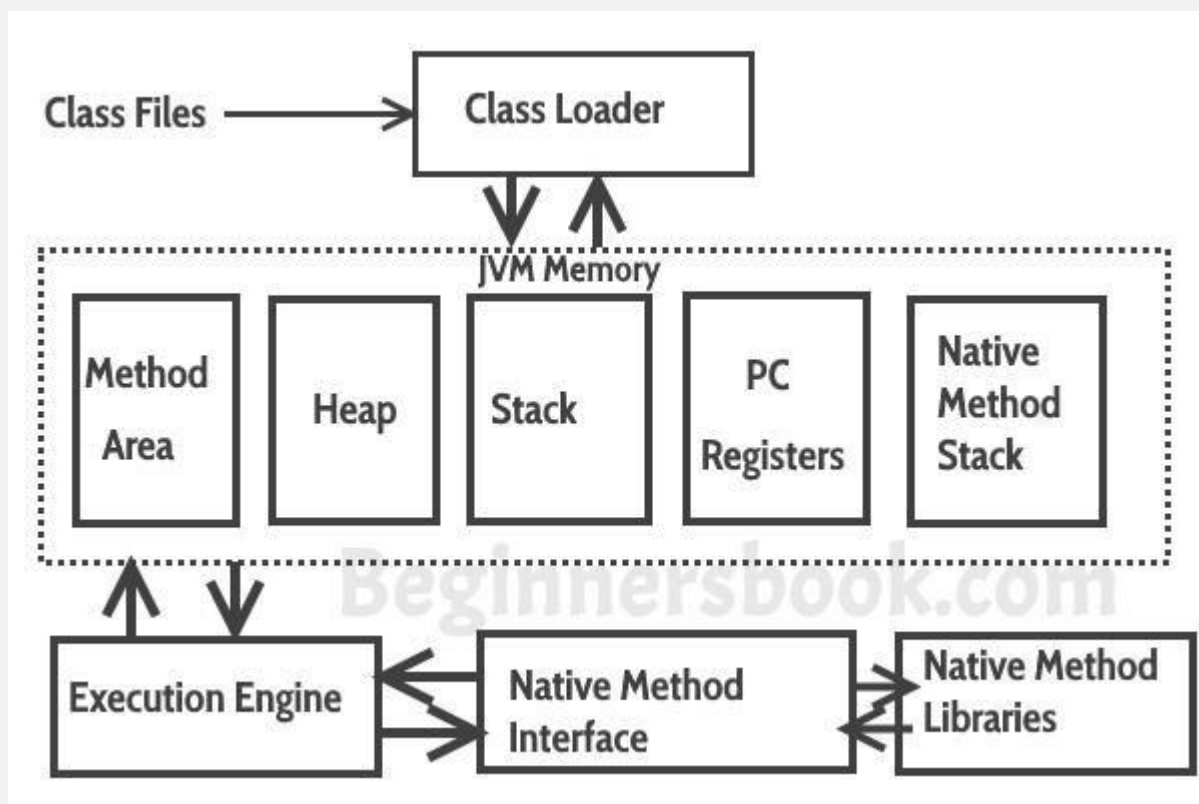 Class Files
Class Loader
JVM Memory
Method
Area
Heap
Stack
PC
Registers
Native
Method
Stack
Beginnersbook.com
Execution Engine
Native Method
Interface
Native Method
Libraries